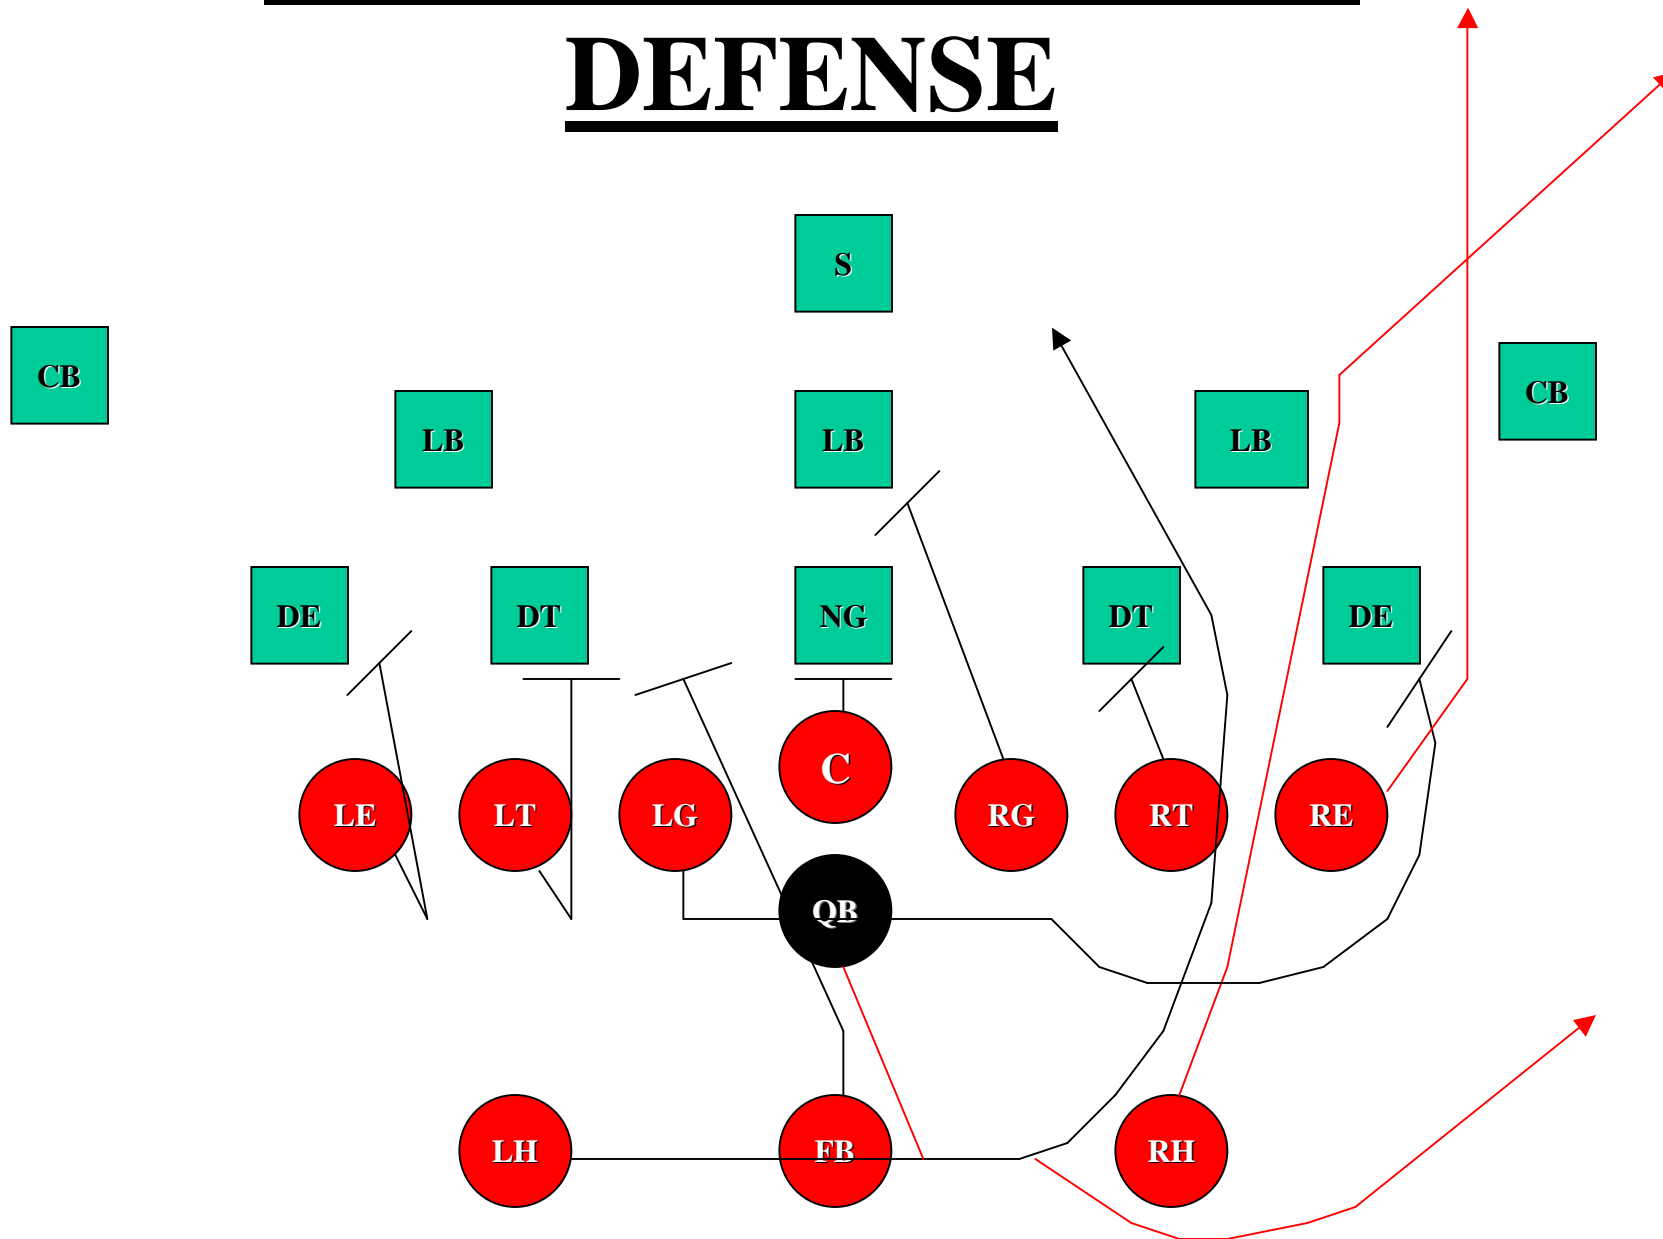 DEFENSE
S
CB
CB
LB
LB
LB
DE
DT
NG
DT
DE
C
LE
LT
LG
RG
RT
RE
QB
LH
FB
RH